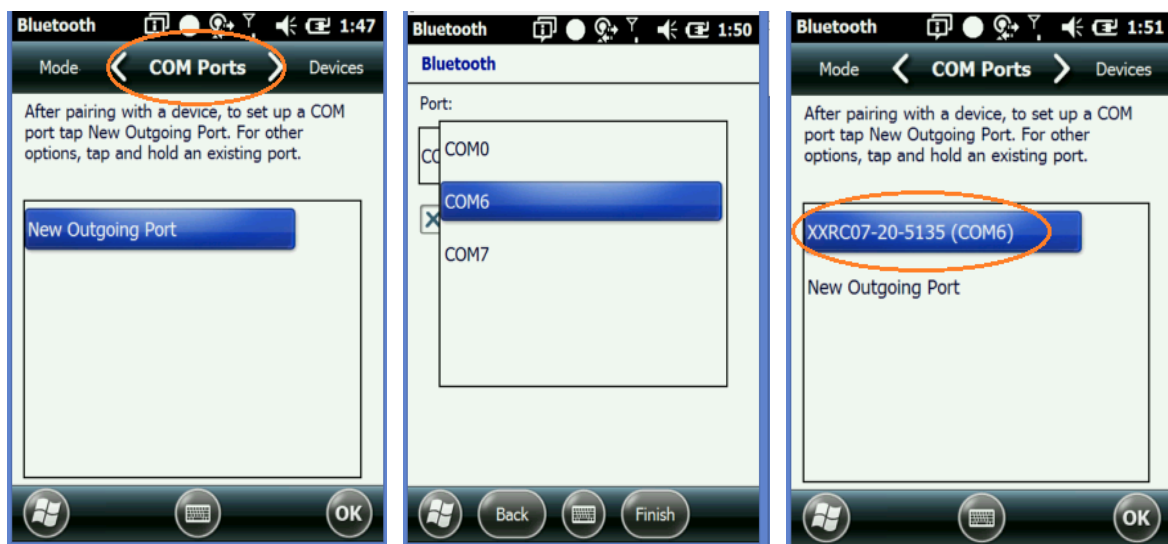 Bluetooth 1:47
Mode COM Ports Devices
After pairing with a device, to set up a COM
port tap New Outgoing Port. For other
options, tap and hold an existing port.
New Outgoing Port
OK
Bluetooth 1:50
Bluetooth
Port:
CO
COM0
COM6
COM7
Back Finish
Bluetooth 1:51
Mode COM Ports Devices
After pairing with a device, to set up a COM
port tap New Outgoing Port. For other
options, tap and hold an existing port.
XXRC07-20-5135 (COM6)
New Outgoing Port
OK